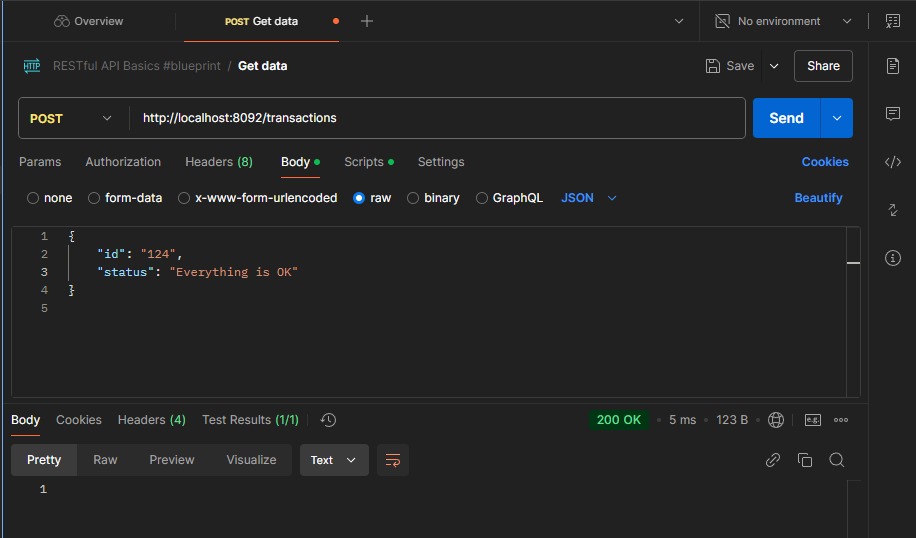 Overview POST Get data No environment
HTTP RESTful API Basics #blueprint / Get data Save Share
POST http://localhost:8092/transactions Send
Params Authorization Headers (8) Body Scripts Settings Cookies
none form-data x-www-form-urlencoded raw binary GraphQL JSON Beautify
1 {
2 "id": "124",
3 "status": "Everything is OK"
4 }
5
Body Cookies Headers (4) Test Results (1/1) 200 OK • 5 ms • 123 B • e.g.
Pretty Raw Preview Visualize Text
1